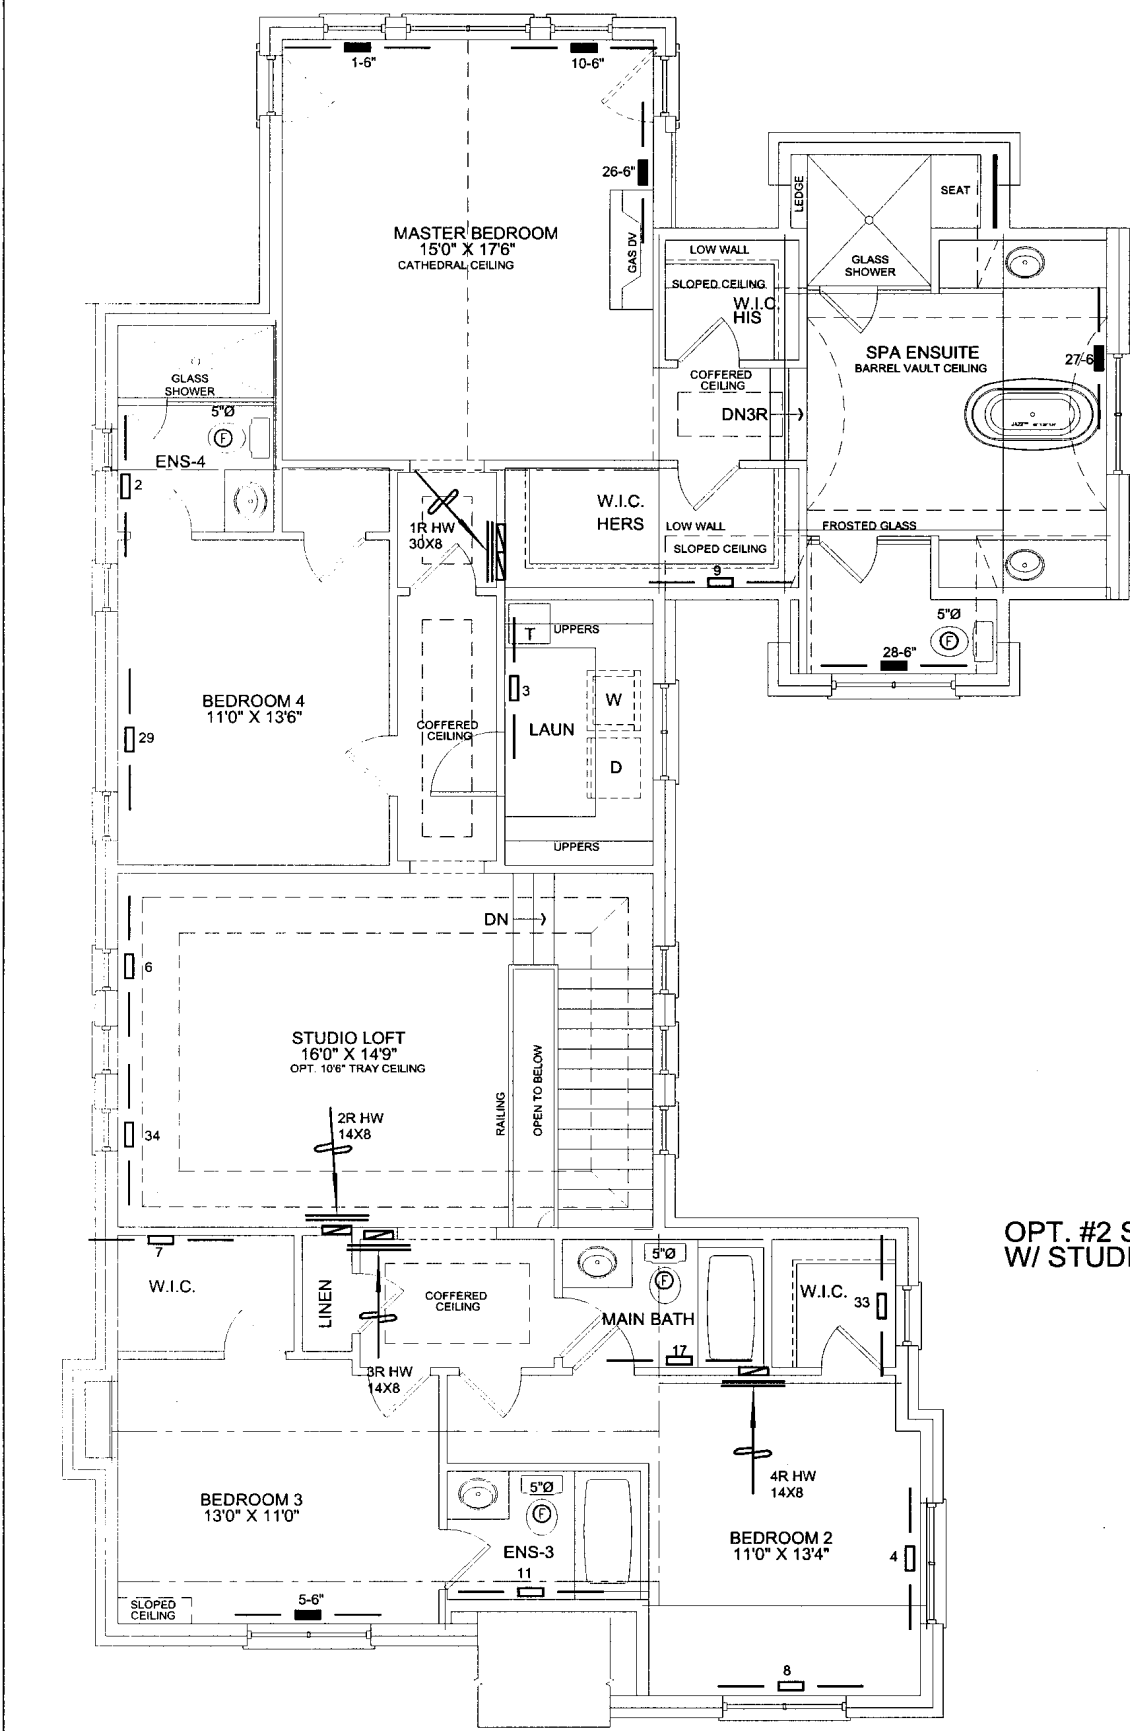 1-6"
10-6"
26-6"
MASTER BEDROOM
15'0" X 17'6"
CATHEDRAL CEILING
GAS DV
LEDGE
SEAT
GLASS
SHOWER
LOW WALL
SLOPED CEILING
W.I.C.
HIS
COFFERED
CEILING
DN3R
SPA ENSUITE
BARREL VAULT CEILING
27-6
GLASS
SHOWER
5"Ø
F
ENS-4
2
1R HW
30X8
W.I.C.
HERS
LOW WALL
SLOPED CEILING
FROSTED GLASS
9
5"Ø
F
28-6"
T
UPPERS
3
W
LAUN
D
UPPERS
BEDROOM 4
11'0" X 13'6"
29
COFFERED
CEILING
DN
6
STUDIO LOFT
16'0" X 14'9"
OPT. 10'6" TRAY CEILING
RAILING
OPEN TO BELOW
34
2R HW
14X8
7
W.I.C.
LINEN
COFFERED
CEILING
3R HW
14X8
5"Ø
F
MAIN BATH
17
W.I.C.
33
OPT. #2 S
W/ STUDI
4R HW
14X8
BEDROOM 3
13'0" X 11'0"
5"Ø
F
ENS-3
11
BEDROOM 2
11'0" X 13'4"
4
SLOPED
CEILING
5-6"
8